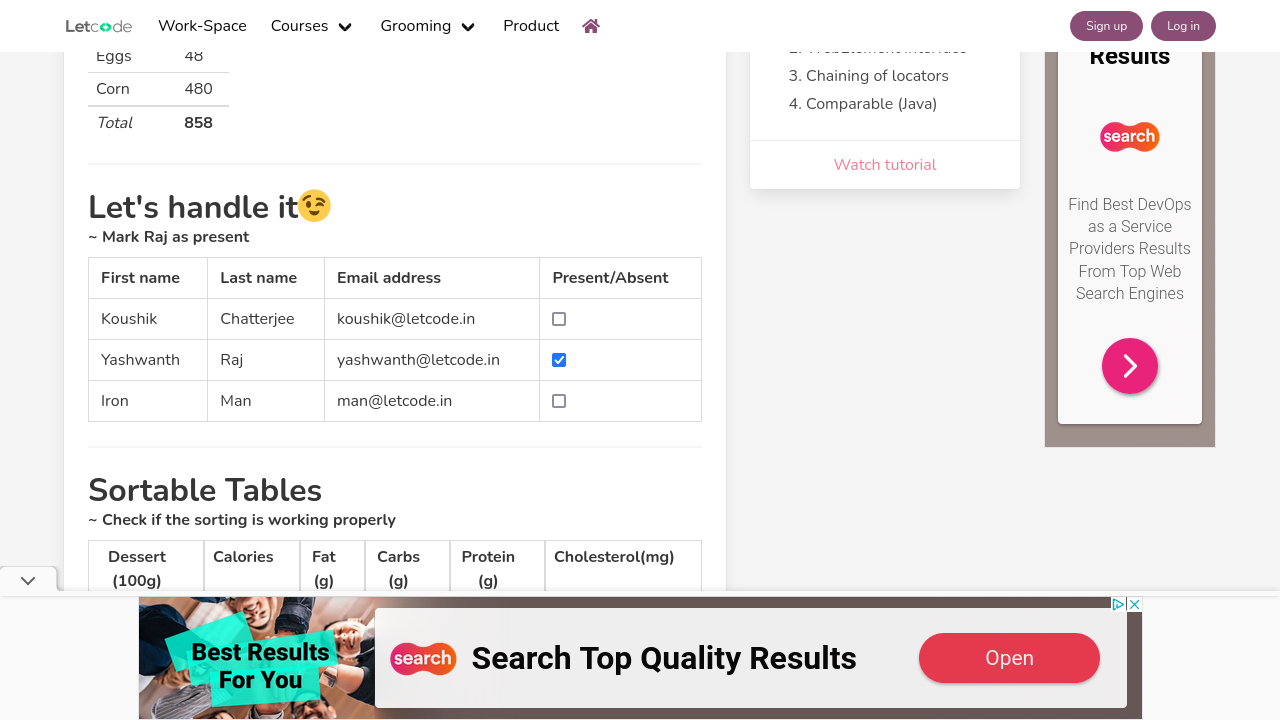 Letcode Work-Space Courses Grooming Product Sign up Log in
Eggs 48
Corn 480
Total 858
Let's handle it😉
~ Mark Raj as present
First name Last name Email address Present/Absent
Koushik Chatterjee koushik@letcode.in
Yashwanth Raj yashwanth@letcode.in
Iron Man man@letcode.in
Sortable Tables
~ Check if the sorting is working properly
Dessert (100g) Calories Fat (g) Carbs (g) Protein (g) Cholesterol(mg)
2. WebElement interface
3. Chaining of locators
4. Comparable (Java)
Watch tutorial
Results
search
Find Best DevOps
as a Service
Providers Results
From Top Web
Search Engines
Best Results
For You
search
Search Top Quality Results
Open